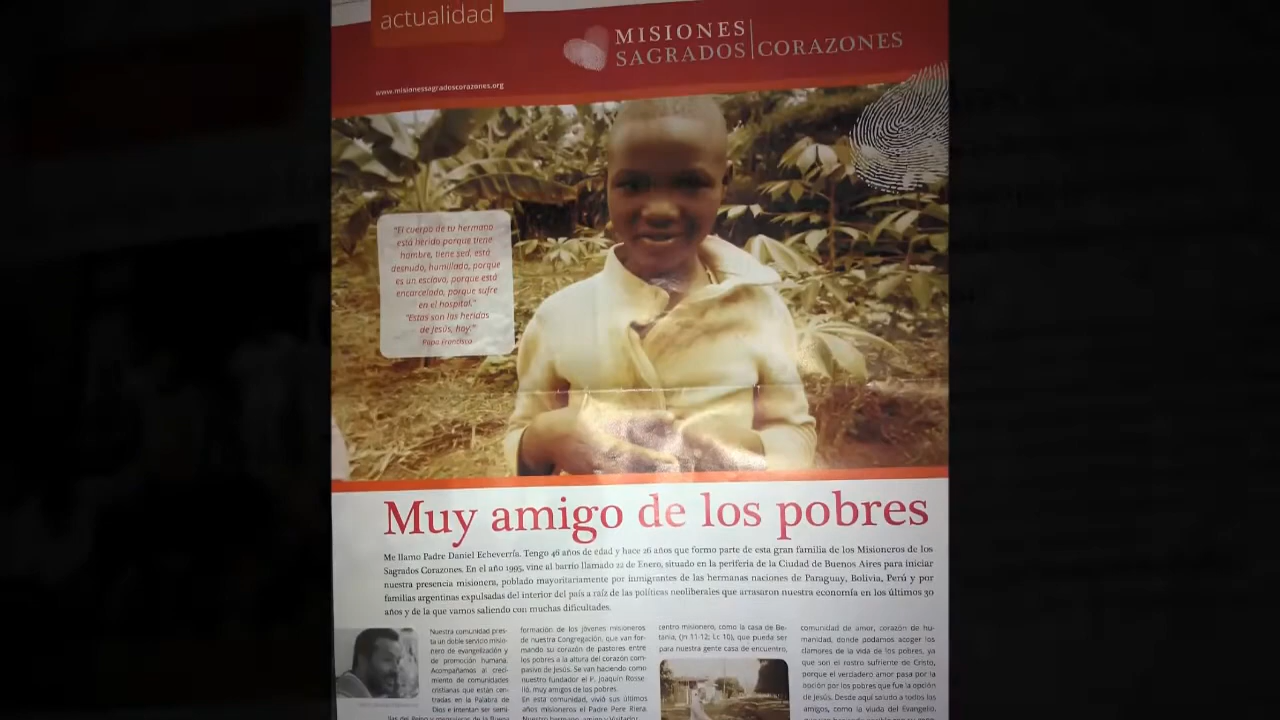 actualidad
MISIONES
SAGRADOS CORAZONES
www.misionessagradoscorazones.org
"El cuerpo de tu hermano
está herido porque tiene
hambre, tiene sed, está
desnudo, humillado, porque
es un esclavo, porque está
encarcelado, porque sufre
en el hospital."
"Estas son las heridas
de Jesús, hoy."
Papa Francisco
Muy amigo de los pobres
Me llamo Padre Daniel Echeverría. Tengo 46 años de edad y hace 26 años que formo parte de esta gran familia de los Misioneros de los
Sagrados Corazones. En el año 1995, vine al barrio llamado 22 de Enero, situado en la periferia de la Ciudad de Buenos Aires para iniciar
nuestra presencia misionera, poblado mayoritariamente por inmigrantes de las hermanas naciones de Paraguay, Bolivia, Perú y por
familias argentinas expulsadas del interior del país a raíz de las políticas neoliberales que arrasaron nuestra economía en los últimos 30
años y de la que vamos saliendo con muchas dificultades.
Nuestra comunidad pres-
ta un doble servicio misio-
nero de evangelización y
de promoción humana.
Acompañamos al creci-
miento de comunidades
cristianas que están cen-
tradas en la Palabra de
Dios e intentan ser semi-
formación de los jóvenes misioneros
de nuestra Congregación, que van for-
mando su corazón de pastores entre
los pobres a la altura del corazón com-
pasivo de Jesús. Se van haciendo como
nuestro fundador el P. Joaquín Rosse-
lló, muy amigos de los pobres.
En esta comunidad, vivió sus últimos
años misioneros el Padre Pere Riera.
centro misionero, como la casa de Be-
tania, (Jn 11-12; Lc 10), que pueda ser
para nuestra gente casa de encuentro,
comunidad de amor, corazón de hu-
manidad, donde podamos acoger los
clamores de la vida de los pobres, ya
que son el rostro sufriente de Cristo,
porque el verdadero amor pasa por la
opción por los pobres que fue la opción
de Jesús. Desde aquí saludo a todos las
amigos, como la viuda del Evangelio,